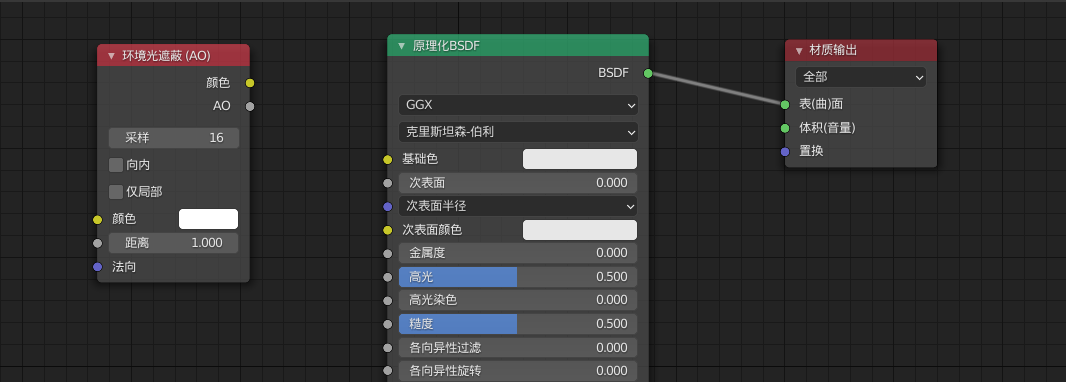 环境光遮蔽 (AO)
颜色
AO
采样 16
向内
仅局部
颜色
距离 1.000
法向
原理化BSDF
BSDF
GGX
克里斯坦森-伯利
基础色
次表面 0.000
次表面半径
次表面颜色
金属度 0.000
高光 0.500
高光染色 0.000
糙度 0.500
各向异性过滤 0.000
各向异性旋转 0.000
材质输出
全部
表(曲)面
体积(音量)
置换